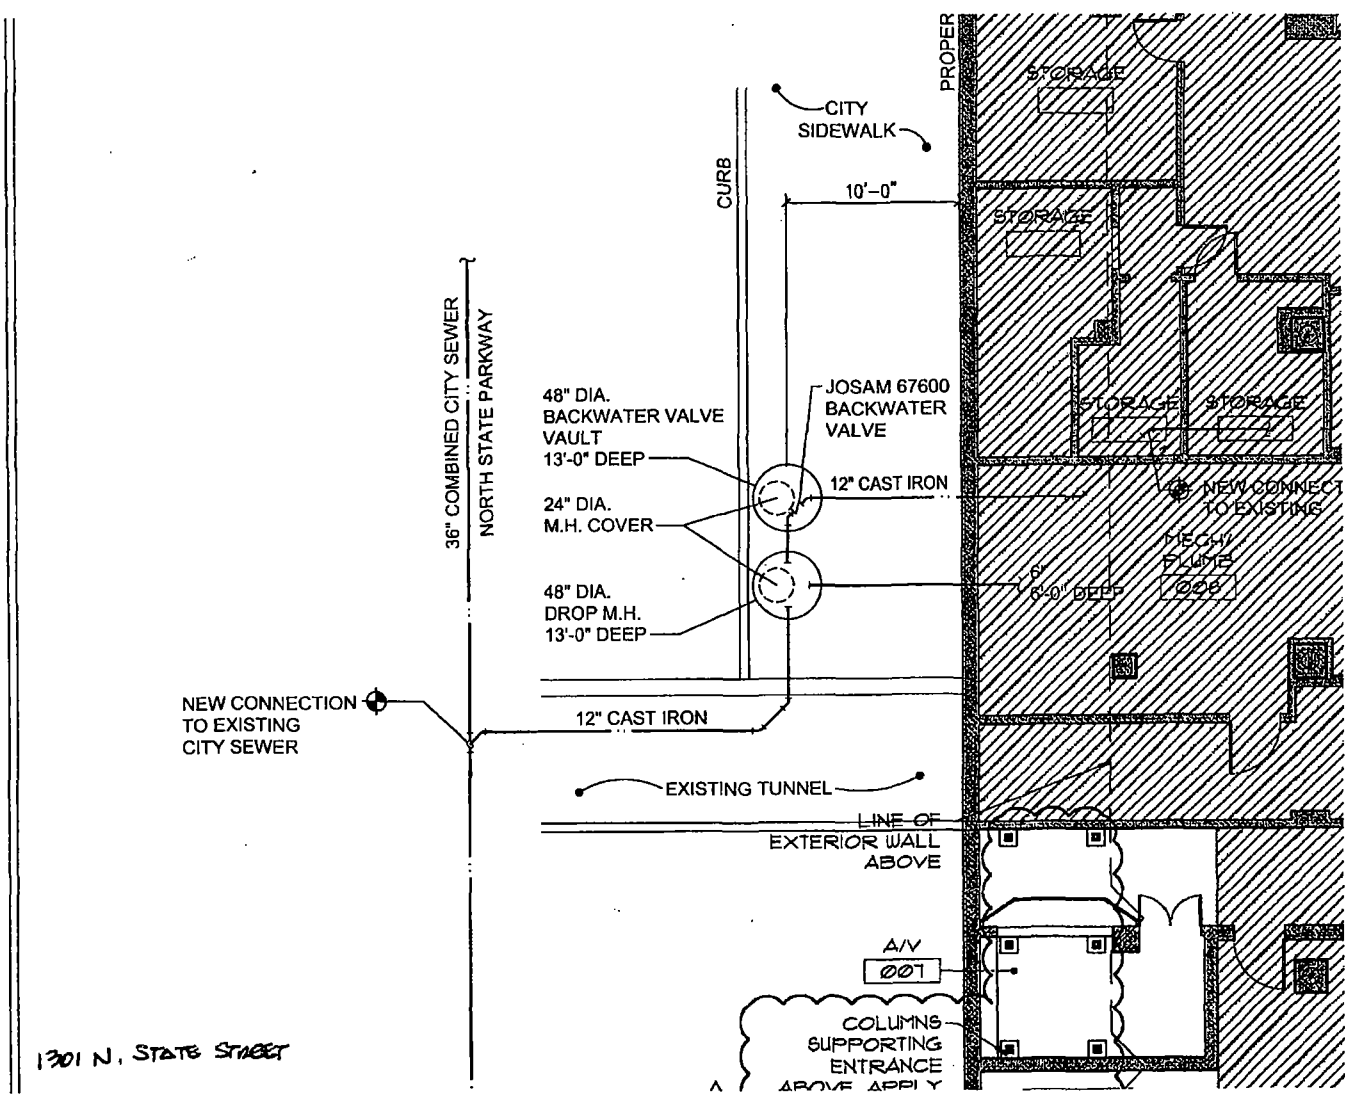 PROPER
STORAGE
CITY
SIDEWALK
CURB
10'-0"
STORAGE
36" COMBINED CITY SEWER
NORTH STATE PARKWAY
48" DIA.
BACKWATER VALVE
VAULT
13'-0" DEEP
JOSAM 67600
BACKWATER
VALVE
STORAGE
STORAGE
12" CAST IRON
24" DIA.
M.H. COVER
NEW CONNECT
TO EXISTING
MECH/
PLUMB
008
6"
6'-0" DEEP
48" DIA.
DROP M.H.
13'-0" DEEP
NEW CONNECTION
TO EXISTING
CITY SEWER
12" CAST IRON
EXISTING TUNNEL
LINE OF
EXTERIOR WALL
ABOVE
A/V
007
COLUMNS
SUPPORTING
ENTRANCE
ABOVE APPLY
1301 N. STATE STREET